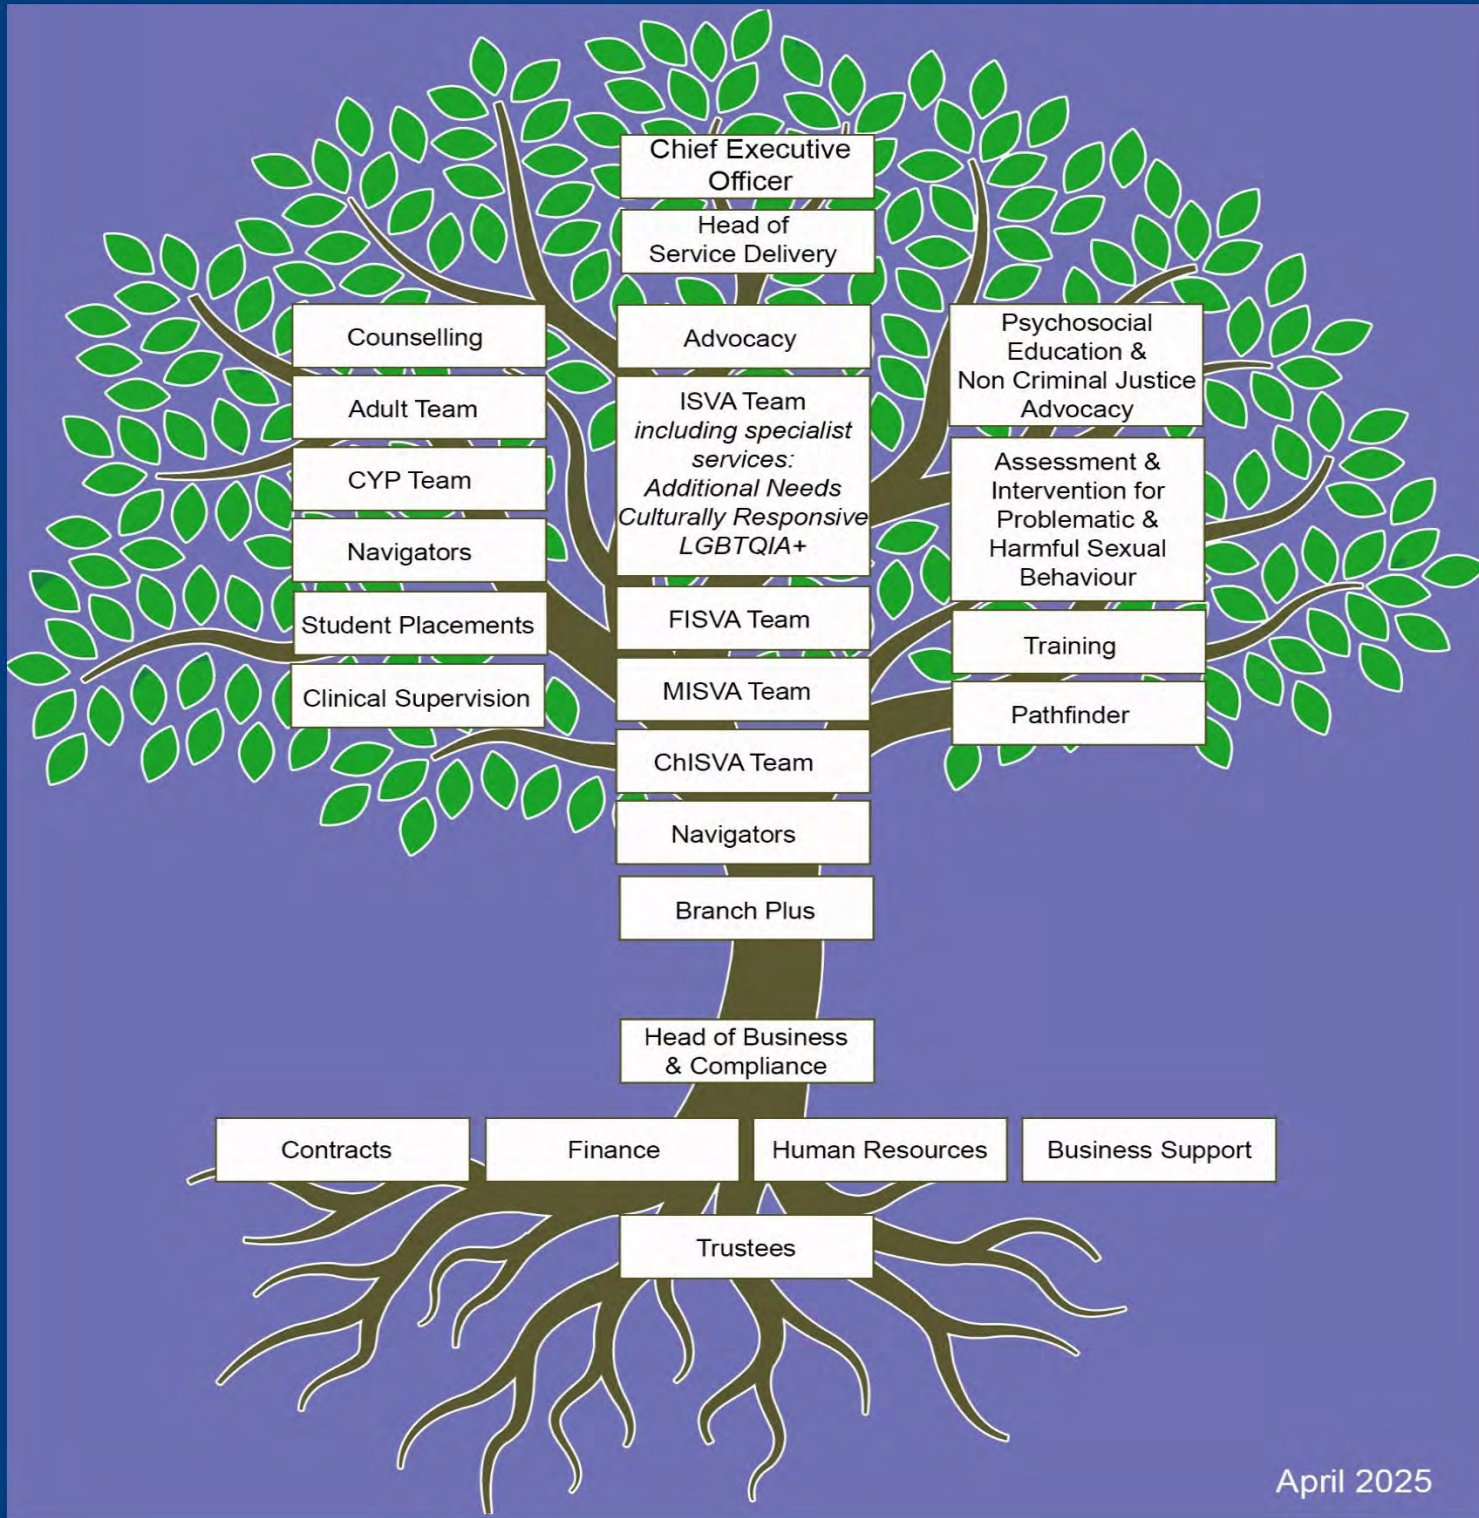 Chief Executive
Officer
Head of
Service Delivery
Counselling
Adult Team
CYP Team
Navigators
Student Placements
Clinical Supervision
Advocacy
ISVA Team
including specialist
services:
Additional Needs
Culturally Responsive
LGBTQIA+
FISVA Team
MISVA Team
ChISVA Team
Navigators
Branch Plus
Psychosocial
Education &
Non Criminal Justice
Advocacy
Assessment &
Intervention for
Problematic &
Harmful Sexual
Behaviour
Training
Pathfinder
Head of Business
& Compliance
Contracts
Finance
Human Resources
Business Support
Trustees
April 2025